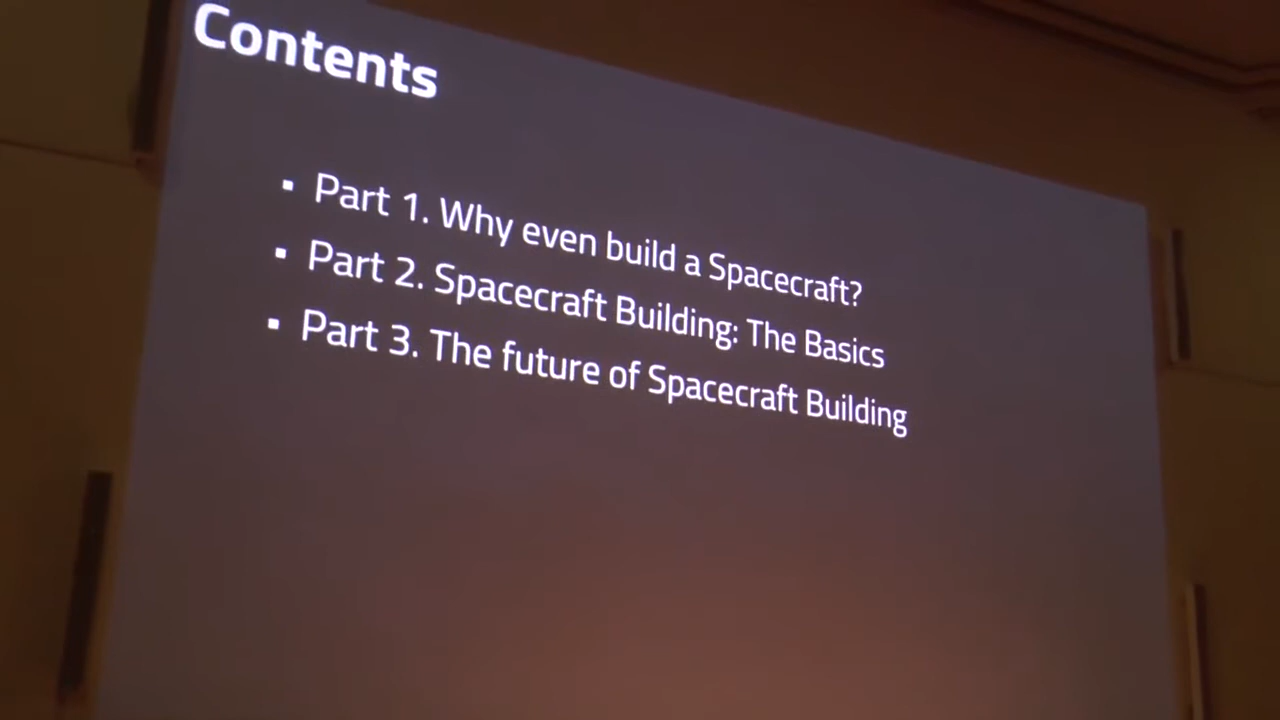 Contents
▪ Part 1. Why even build a Spacecraft?
▪ Part 2. Spacecraft Building: The Basics
▪ Part 3. The future of Spacecraft Building